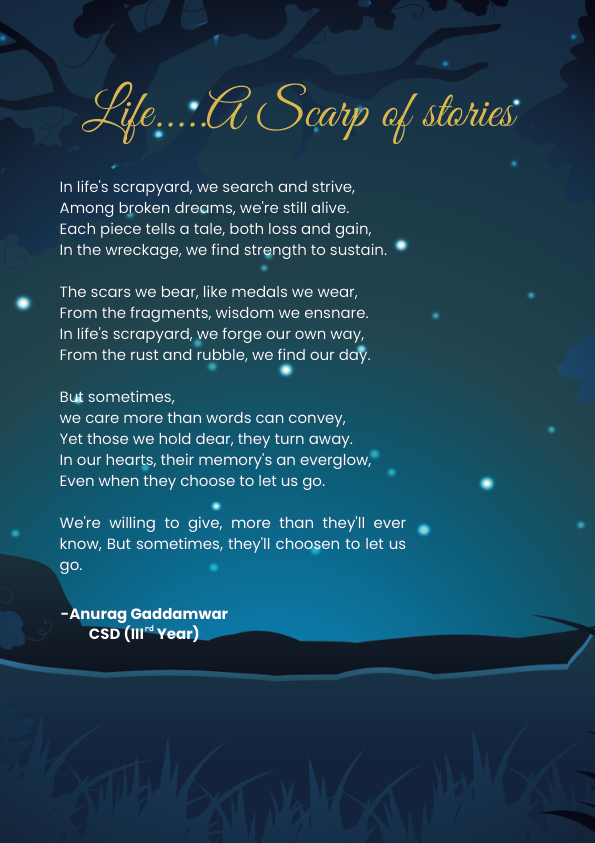 Life.....A Scarp of stories
In life's scrapyard, we search and strive,
Among broken dreams, we're still alive.
Each piece tells a tale, both loss and gain,
In the wreckage, we find strength to sustain.
The scars we bear, like medals we wear,
From the fragments, wisdom we ensnare.
In life's scrapyard, we forge our own way,
From the rust and rubble, we find our day.
But sometimes,
we care more than words can convey,
Yet those we hold dear, they turn away.
In our hearts, their memory's an everglow,
Even when they choose to let us go.
We're willing to give, more than they'll ever
know, But sometimes, they'll choosen to let us
go.
-Anurag Gaddamwar
CSD (IIIrd Year)